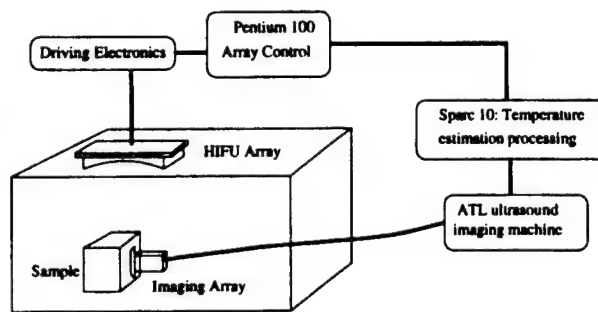 Pentium 100
Array Control
Driving Electronics
HIFU Array
Sparc 10: Temperature
estimation processing
ATL ultrasound
imaging machine
Sample
Imaging Array